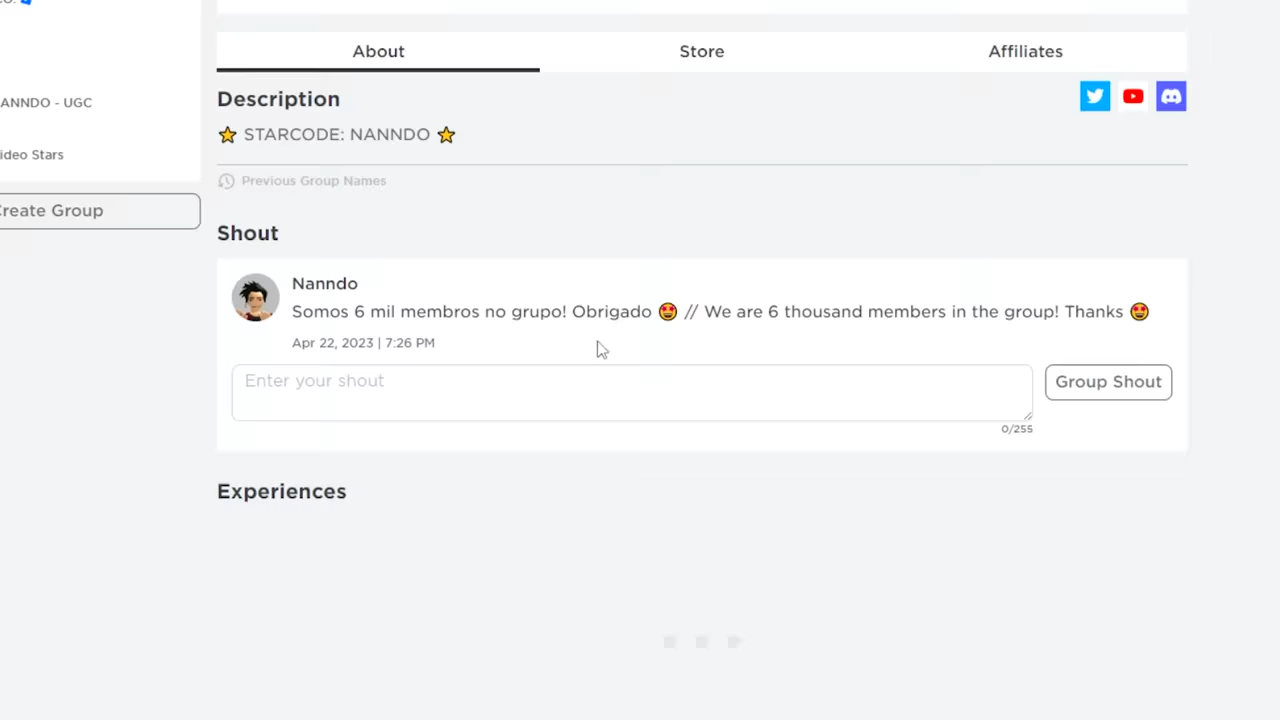 About
Store
Affiliates
Description
⭐ STARCODE: NANNDO ⭐
ANNDO - UGC
ideo Stars
Previous Group Names
Create Group
Shout
Nanndo
Somos 6 mil membros no grupo! Obrigado 🤩 // We are 6 thousand members in the group! Thanks 🤩
Apr 22, 2023 | 7:26 PM
Enter your shout
Group Shout
0/255
Experiences